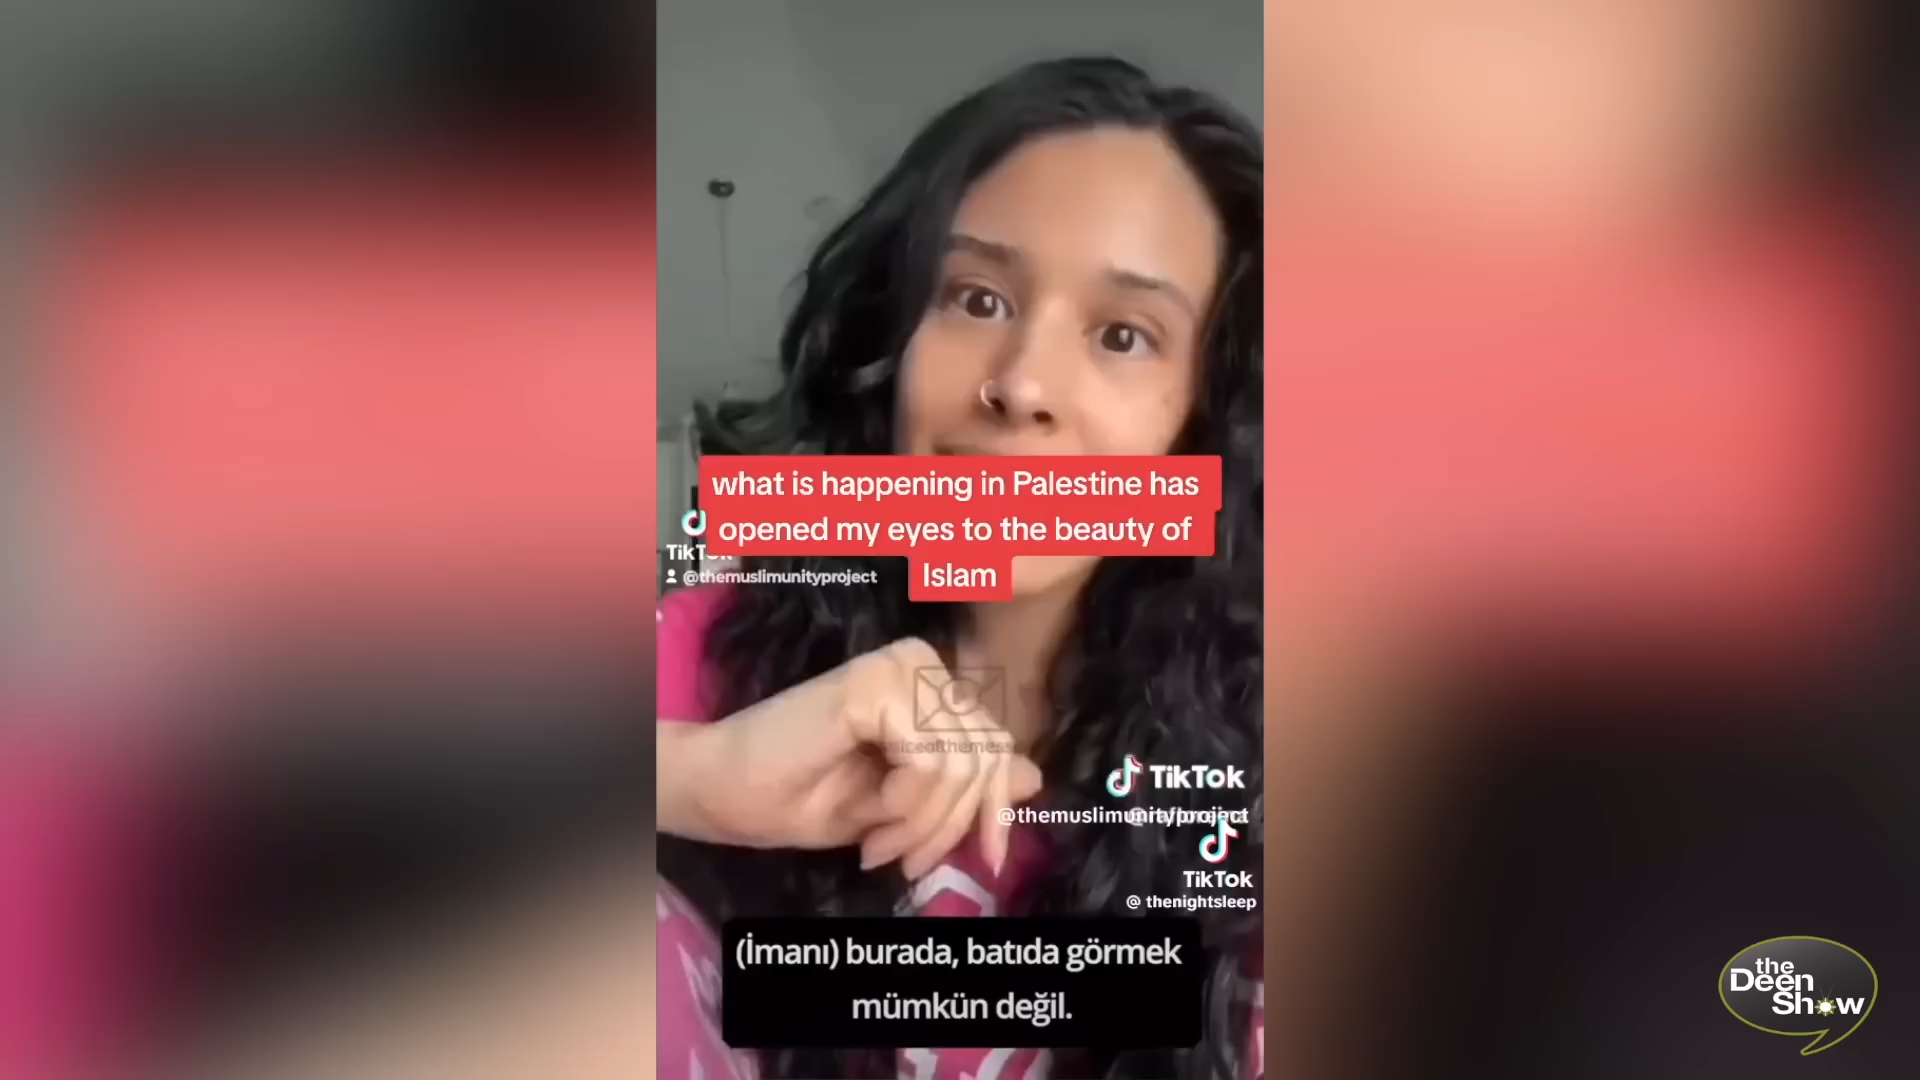 what is happening in Palestine has
opened my eyes to the beauty of
Islam
TikTok
@themuslimunityproject
TikTok
@themuslimunityproject
TikTok
@ thenightsleep
(İmanı) burada, batıda görmek
mümkün değil.
the
Deen
Show